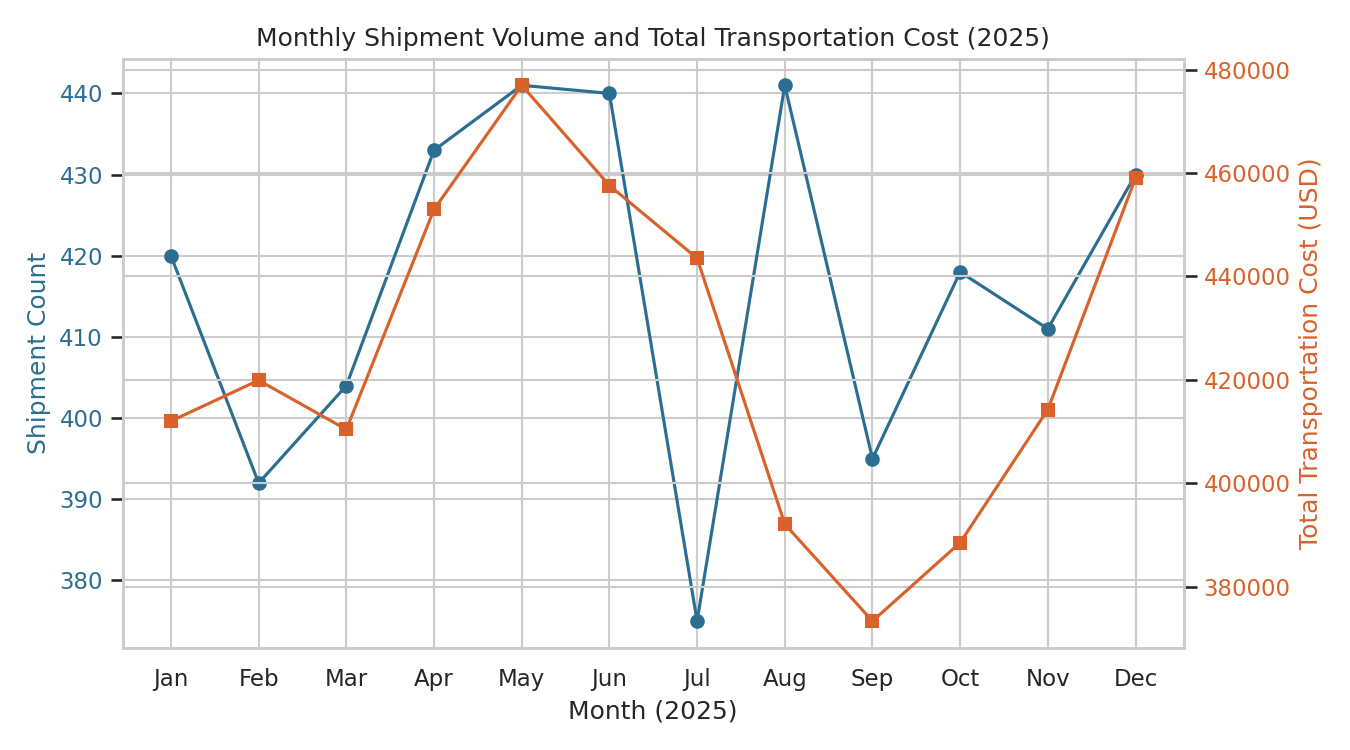 Monthly Shipment Volume and Total Transportation Cost (2025)
Shipment Count
440
430
420
410
400
390
380
480000
460000
440000
420000
400000
380000
Total Transportation Cost (USD)
Jan Feb Mar Apr May Jun Jul Aug Sep Oct Nov Dec
Month (2025)